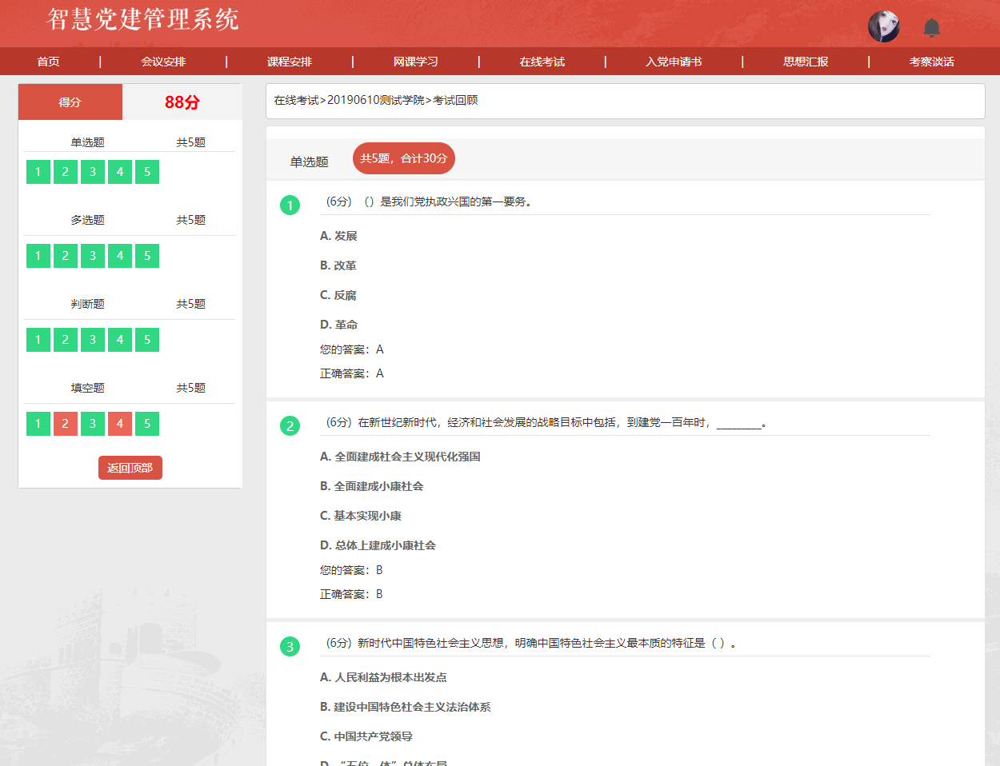 智慧党建管理系统
首页 | 会议安排 | 课程安排 | 网课学习 | 在线考试 | 入党申请书 | 思想汇报 | 考察谈话
得分 88分
单选题 共5题
1 2 3 4 5
多选题 共5题
1 2 3 4 5
判断题 共5题
1 2 3 4 5
填空题 共5题
1 2 3 4 5
返回顶部
在线考试>20190610测试学院>考试回顾
单选题 共5题，合计30分
1 （6分）（）是我们党执政兴国的第一要务。
A. 发展
B. 改革
C. 反腐
D. 革命
您的答案：A
正确答案：A
2 （6分）在新世纪新时代，经济和社会发展的战略目标中包括，到建党一百年时，________。
A. 全面建成社会主义现代化强国
B. 全面建成小康社会
C. 基本实现小康
D. 总体上建成小康社会
您的答案：B
正确答案：B
3 （6分）新时代中国特色社会主义思想，明确中国特色社会主义最本质的特征是（ ）。
A. 人民利益为根本出发点
B. 建设中国特色社会主义法治体系
C. 中国共产党领导
D. “五位一体”总体布局